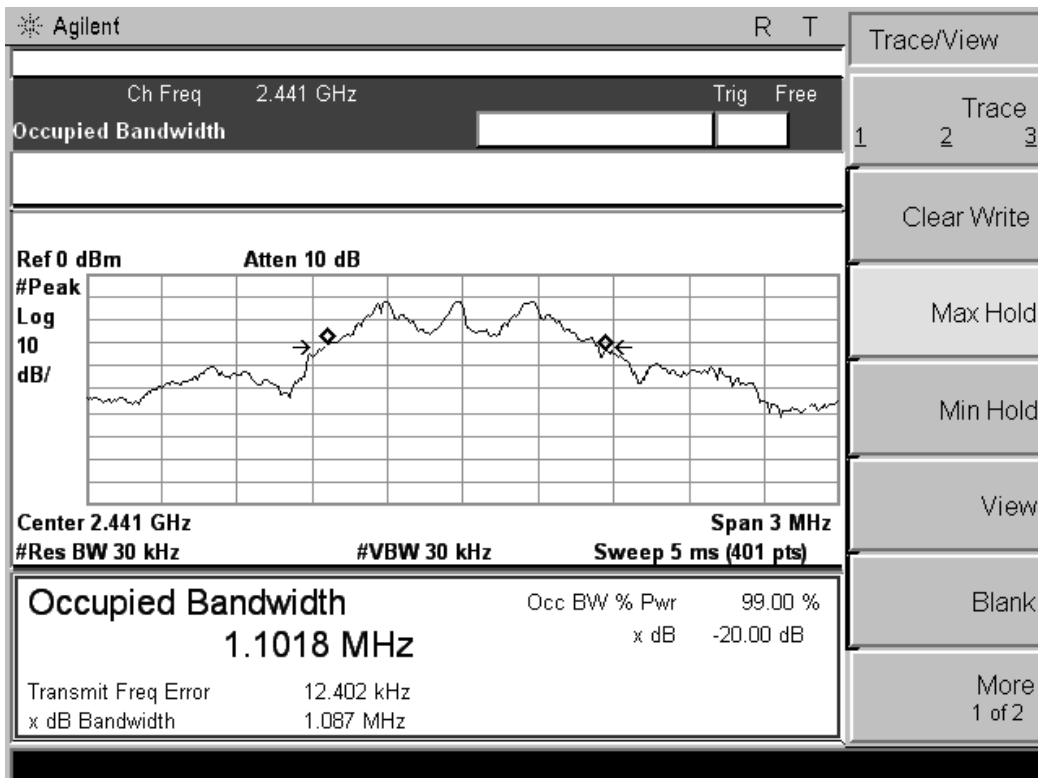 Agilent R T
Trace/View
Ch Freq 2.441 GHz Trig Free
Occupied Bandwidth
Trace
1 2 3
Clear Write
Ref 0 dBm Atten 10 dB
#Peak
Log
10
dB/
Max Hold
Min Hold
View
Center 2.441 GHz Span 3 MHz
#Res BW 30 kHz #VBW 30 kHz Sweep 5 ms (401 pts)
Occupied Bandwidth Occ BW % Pwr 99.00 %
1.1018 MHz x dB -20.00 dB
Blank
Transmit Freq Error 12.402 kHz
x dB Bandwidth 1.087 MHz
More
1 of 2